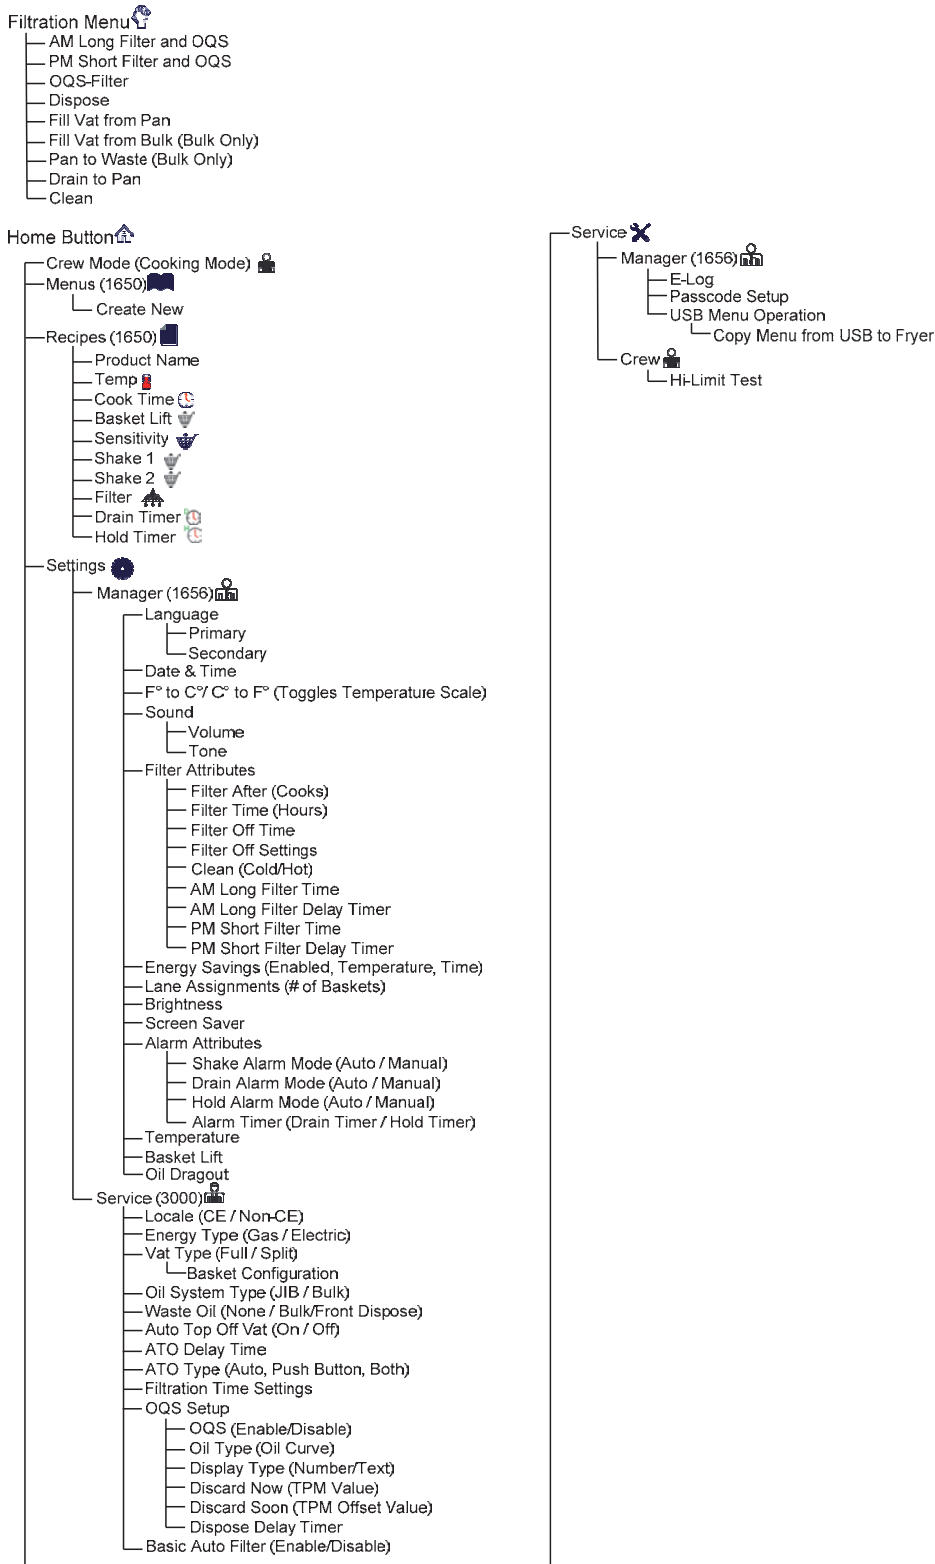 Filtration Menu
AM Long Filter and OQS
PM Short Filter and OQS
OQS-Filter
Dispose
Fill Vat from Pan
Fill Vat from Bulk (Bulk Only)
Pan to Waste (Bulk Only)
Drain to Pan
Clean
Home Button
Crew Mode (Cooking Mode)
Menus (1650)
Create New
Recipes (1650)
Product Name
Temp
Cook Time
Basket Lift
Sensitivity
Shake 1
Shake 2
Filter
Drain Timer
Hold Timer
Settings
Manager (1656)
Language
Primary
Secondary
Date & Time
F° to C°/ C° to F° (Toggles Temperature Scale)
Sound
Volume
Tone
Filter Attributes
Filter After (Cooks)
Filter Time (Hours)
Filter Off Time
Filter Off Settings
Clean (Cold/Hot)
AM Long Filter Time
AM Long Filter Delay Timer
PM Short Filter Time
PM Short Filter Delay Timer
Energy Savings (Enabled, Temperature, Time)
Lane Assignments (# of Baskets)
Brightness
Screen Saver
Alarm Attributes
Shake Alarm Mode (Auto / Manual)
Drain Alarm Mode (Auto / Manual)
Hold Alarm Mode (Auto / Manual)
Alarm Timer (Drain Timer / Hold Timer)
Temperature
Basket Lift
Oil Dragout
Service (3000)
Locale (CE / Non-CE)
Energy Type (Gas / Electric)
Vat Type (Full / Split)
Basket Configuration
Oil System Type (JIB / Bulk)
Waste Oil (None / Bulk/Front Dispose)
Auto Top Off Vat (On / Off)
ATO Delay Time
ATO Type (Auto, Push Button, Both)
Filtration Time Settings
OQS Setup
OQS (Enable/Disable)
Oil Type (Oil Curve)
Display Type (Number/Text)
Discard Now (TPM Value)
Discard Soon (TPM Offset Value)
Dispose Delay Timer
Basic Auto Filter (Enable/Disable)
Service
Manager (1656)
E-Log
Passcode Setup
USB Menu Operation
Copy Menu from USB to Fryer
Crew
Hi-Limit Test